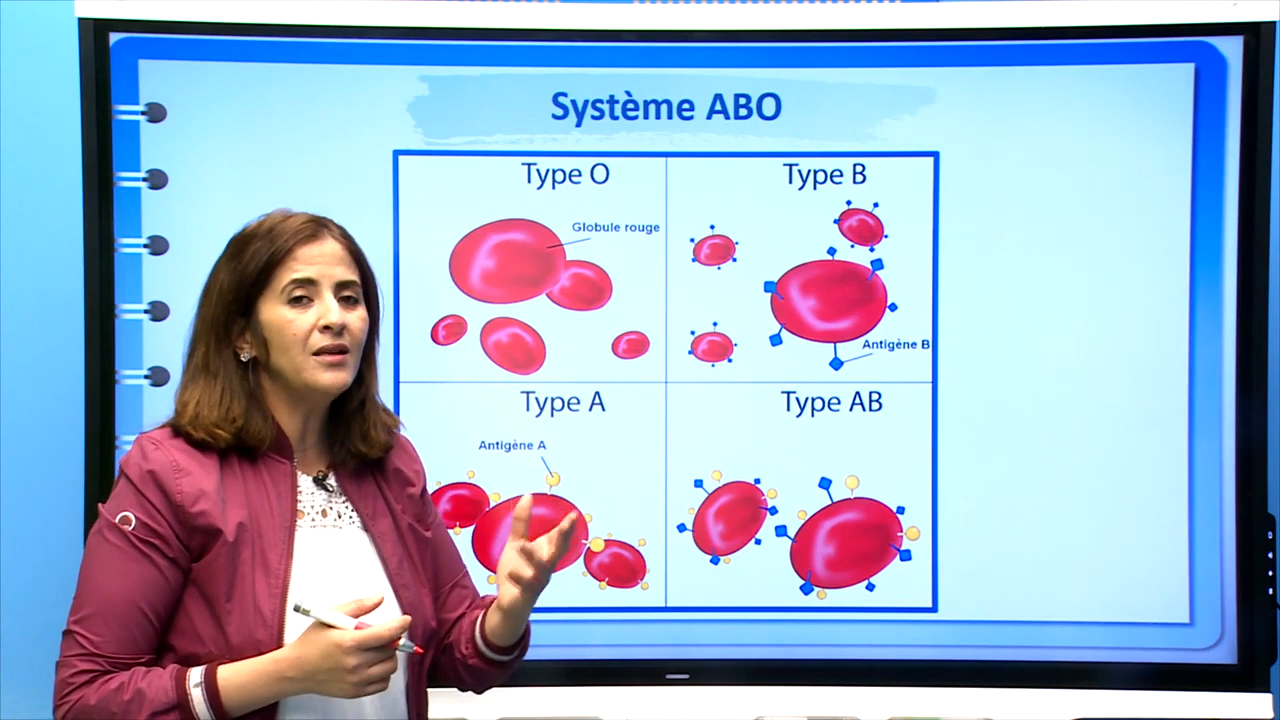 Système ABO
Type O
Globule rouge
Type B
Antigène B
Type A
Antigène A
Type AB